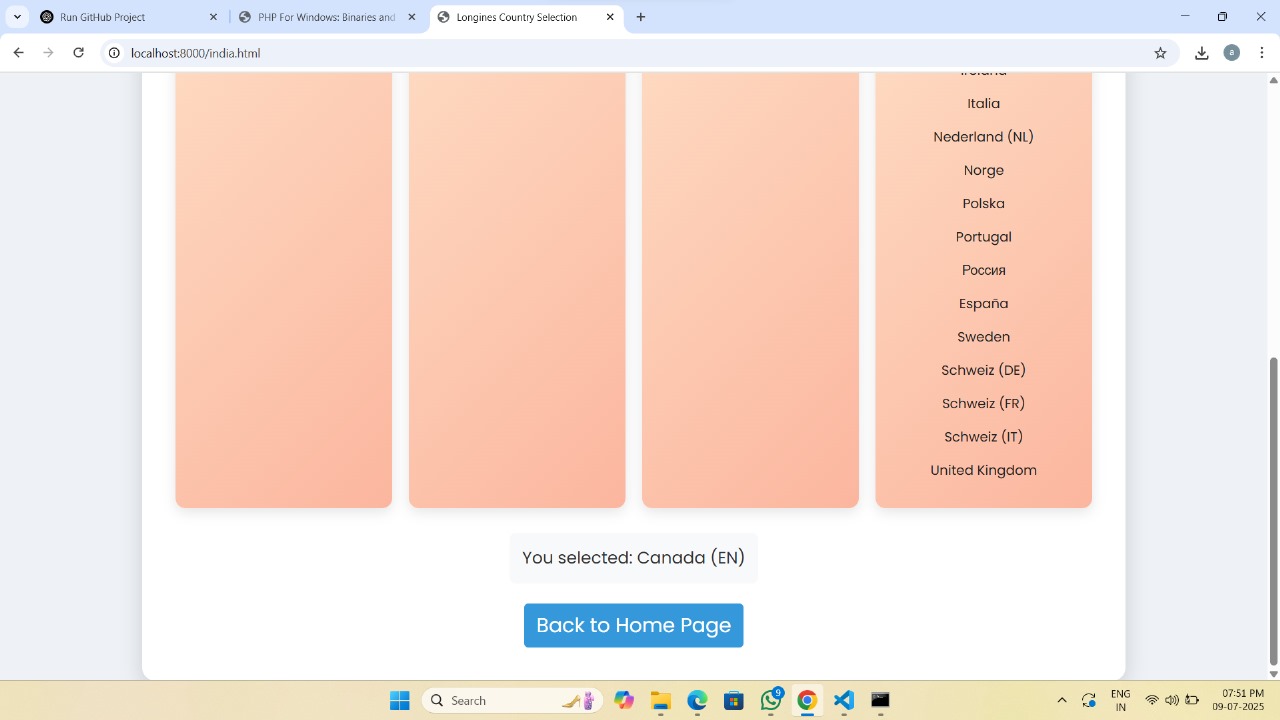 Run GitHub Project
PHP For Windows: Binaries and
Longines Country Selection
localhost:8000/india.html
a
Ireland
Italia
Nederland (NL)
Norge
Polska
Portugal
Россия
España
Sweden
Schweiz (DE)
Schweiz (FR)
Schweiz (IT)
United Kingdom
You selected: Canada (EN)
Back to Home Page
Search
9
ENG
IN
07:51 PM
09-07-2025